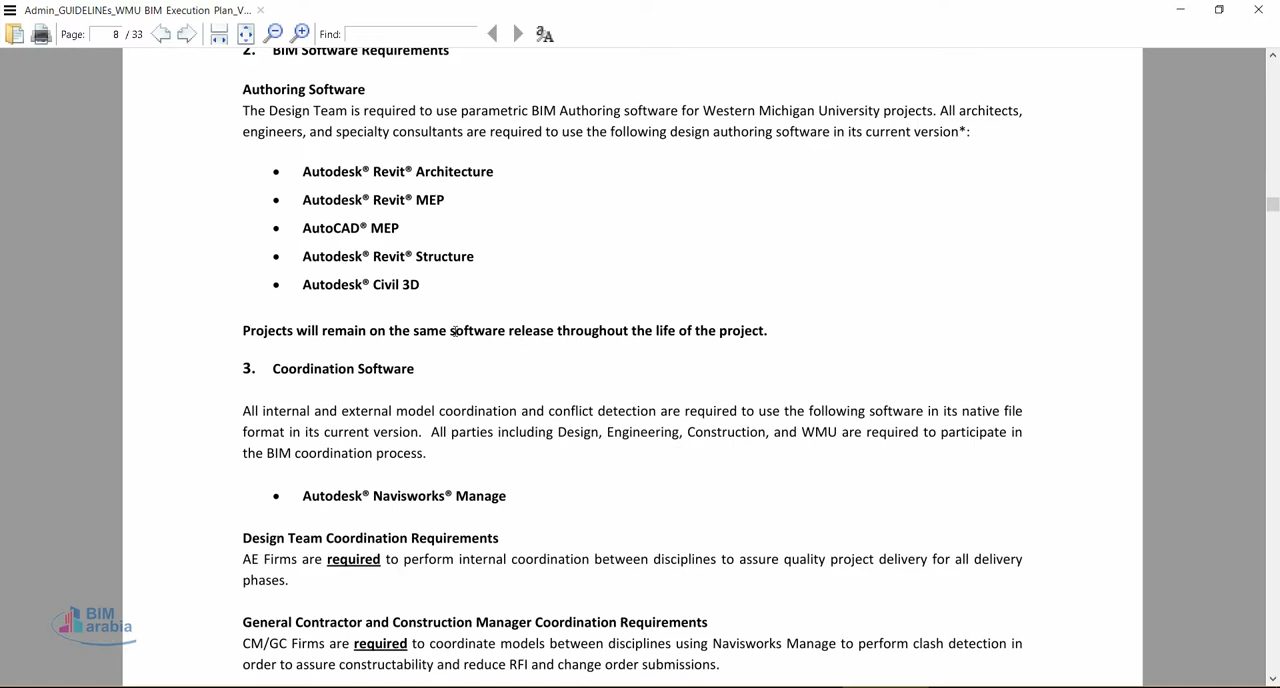 Admin_GUIDELINEs_WMU BIM Execution Plan_V...
Page: 8 / 33 Find:
2. BIM Software Requirements
Authoring Software
The Design Team is required to use parametric BIM Authoring software for Western Michigan University projects. All architects,
engineers, and specialty consultants are required to use the following design authoring software in its current version*:
• Autodesk® Revit® Architecture
• Autodesk® Revit® MEP
• AutoCAD® MEP
• Autodesk® Revit® Structure
• Autodesk® Civil 3D
Projects will remain on the same software release throughout the life of the project.
3. Coordination Software
All internal and external model coordination and conflict detection are required to use the following software in its native file
format in its current version. All parties including Design, Engineering, Construction, and WMU are required to participate in
the BIM coordination process.
• Autodesk® Navisworks® Manage
Design Team Coordination Requirements
AE Firms are required to perform internal coordination between disciplines to assure quality project delivery for all delivery
phases.
General Contractor and Construction Manager Coordination Requirements
CM/GC Firms are required to coordinate models between disciplines using Navisworks Manage to perform clash detection in
order to assure constructability and reduce RFI and change order submissions.
BIM
arabia